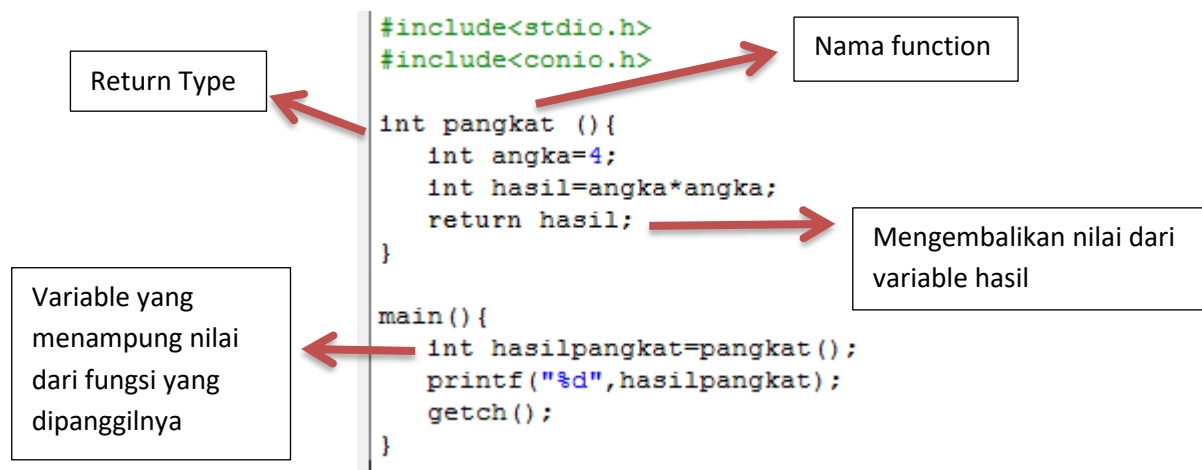 #include<stdio.h>
#include<conio.h>
Nama function
Return Type
int pangkat (){
int angka=4;
int hasil=angka*angka;
return hasil;
}
Mengembalikan nilai dari
variable hasil
Variable yang
menampung nilai
dari fungsi yang
dipanggilnya
main(){
int hasilpangkat=pangkat();
printf("%d",hasilpangkat);
getch();
}